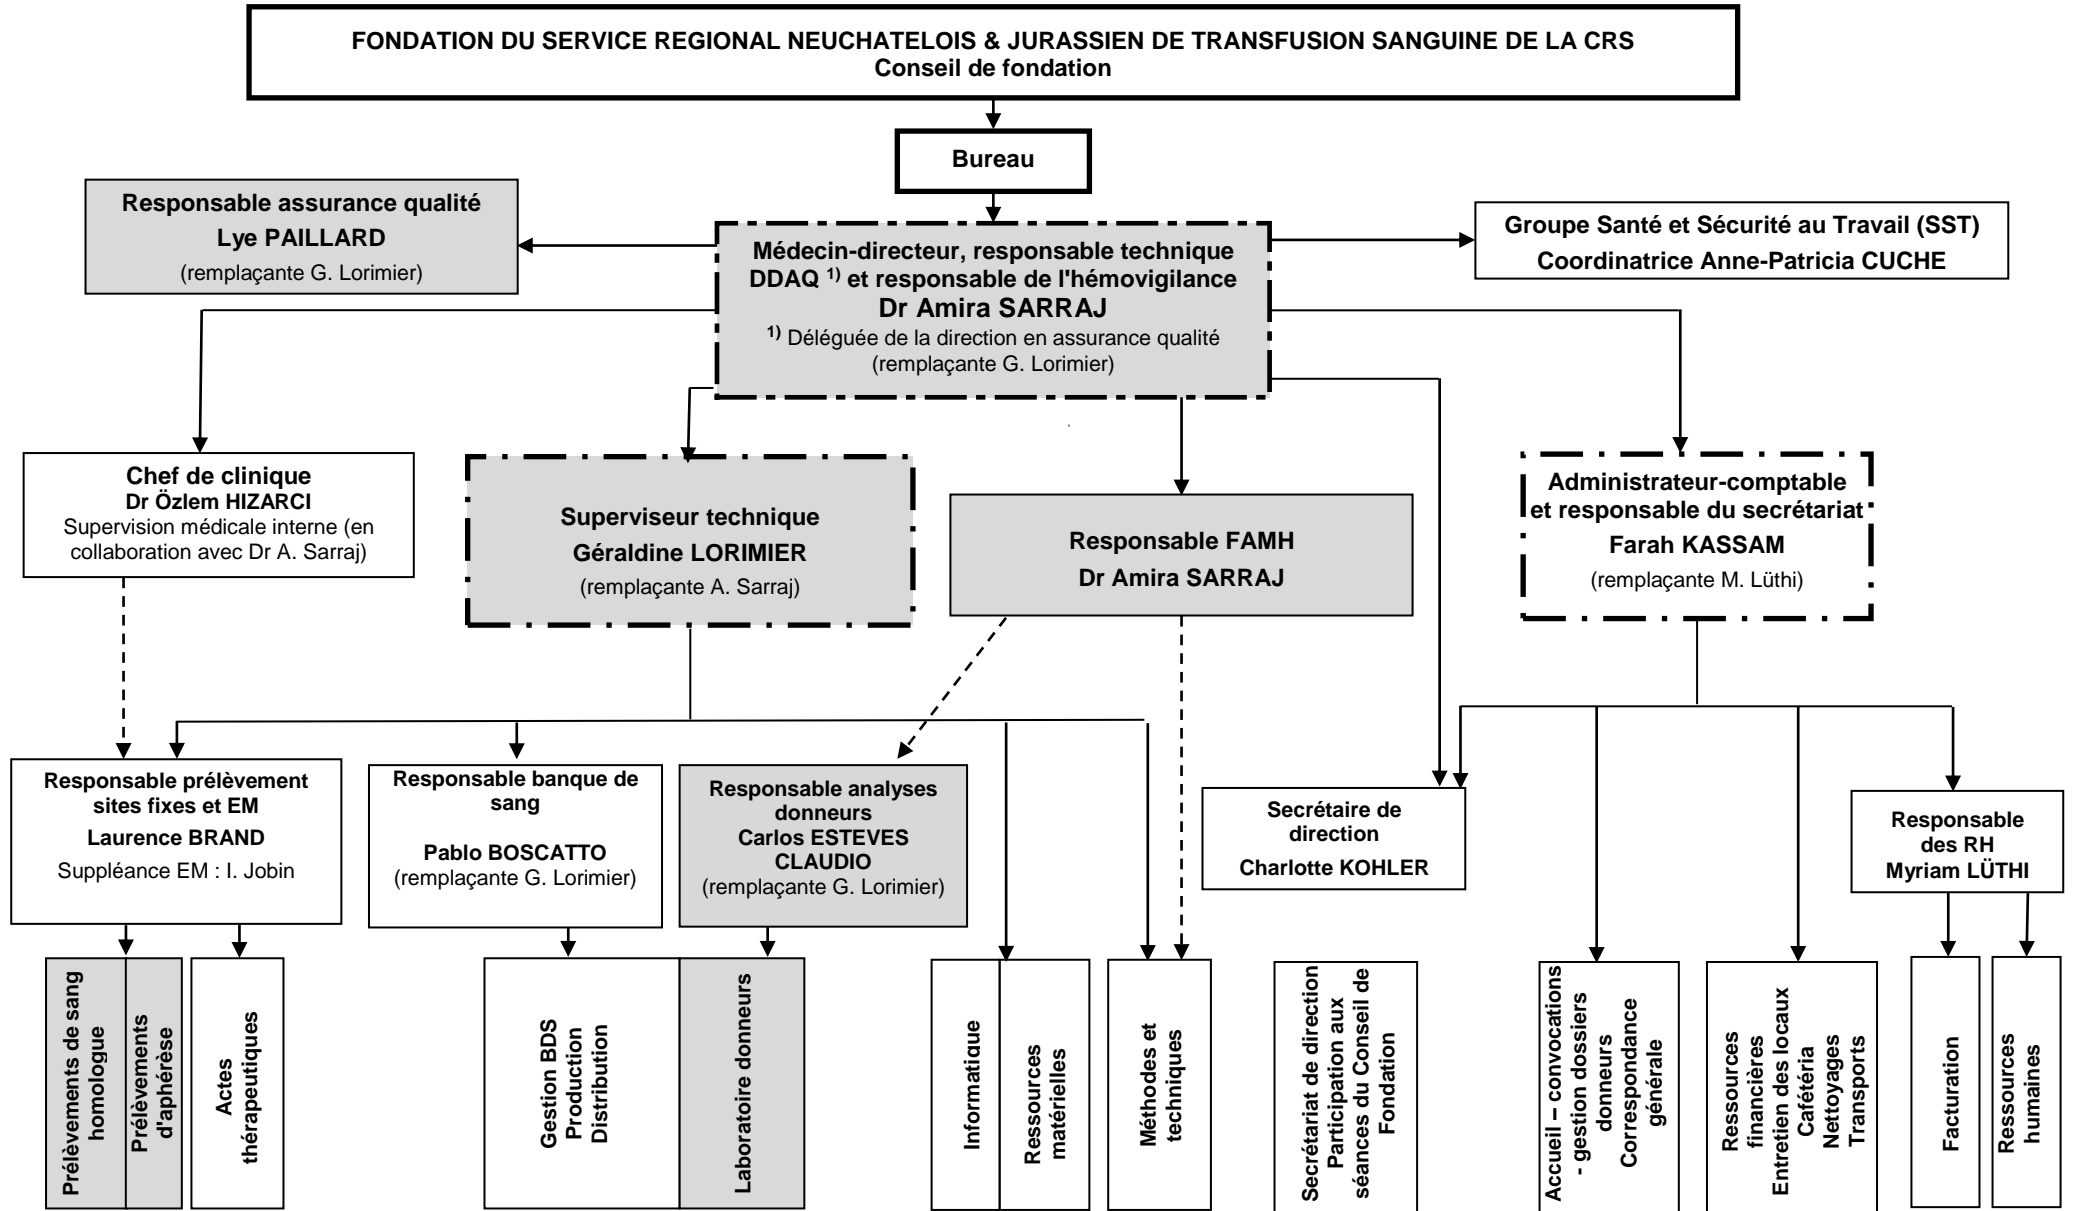 FONDATION DU SERVICE REGIONAL NEUCHATELOIS & JURASSIEN DE TRANSFUSION SANGUINE DE LA CRS
Conseil de fondation
Bureau
Responsable assurance qualité
Lye PAILLARD
(remplaçante G. Lorimier)
Médecin-directeur, responsable technique
DDAQ 1) et responsable de l'hémovigilance
Dr Amira SARRAJ
1) Déléguée de la direction en assurance qualité
(remplaçante G. Lorimier)
Groupe Santé et Sécurité au Travail (SST)
Coordinatrice Anne-Patricia CUCHE
Chef de clinique
Dr Özlem HIZARCI
Supervision médicale interne (en
collaboration avec Dr A. Sarraj)
Superviseur technique
Géraldine LORIMIER
(remplaçante A. Sarraj)
Responsable FAMH
Dr Amira SARRAJ
Administrateur-comptable
et responsable du secrétariat
Farah KASSAM
(remplaçante M. Lüthi)
Responsable prélèvement
sites fixes et EM
Laurence BRAND
Suppléance EM : I. Jobin
Responsable banque de
sang
Pablo BOSCATTO
(remplaçante G. Lorimier)
Responsable analyses
donneurs
Carlos ESTEVES
CLAUDIO
(remplaçante G. Lorimier)
Secrétaire de
direction
Charlotte KOHLER
Responsable
des RH
Myriam LÜTHI
Prélèvements de sang
homologue
Prélèvements
d'aphérèse
Actes
thérapeutiques
Gestion BDS
Production
Distribution
Laboratoire donneurs
Informatique
Ressources
matérielles
Méthodes et
techniques
Secrétariat de direction
Participation aux
séances du Conseil de
Fondation
Accueil – convocations
- gestion dossiers
donneurs
Correspondance
générale
Ressources
financières
Entretien des locaux
Cafétéria
Nettoyages
Transports
Facturation
Ressources
humaines